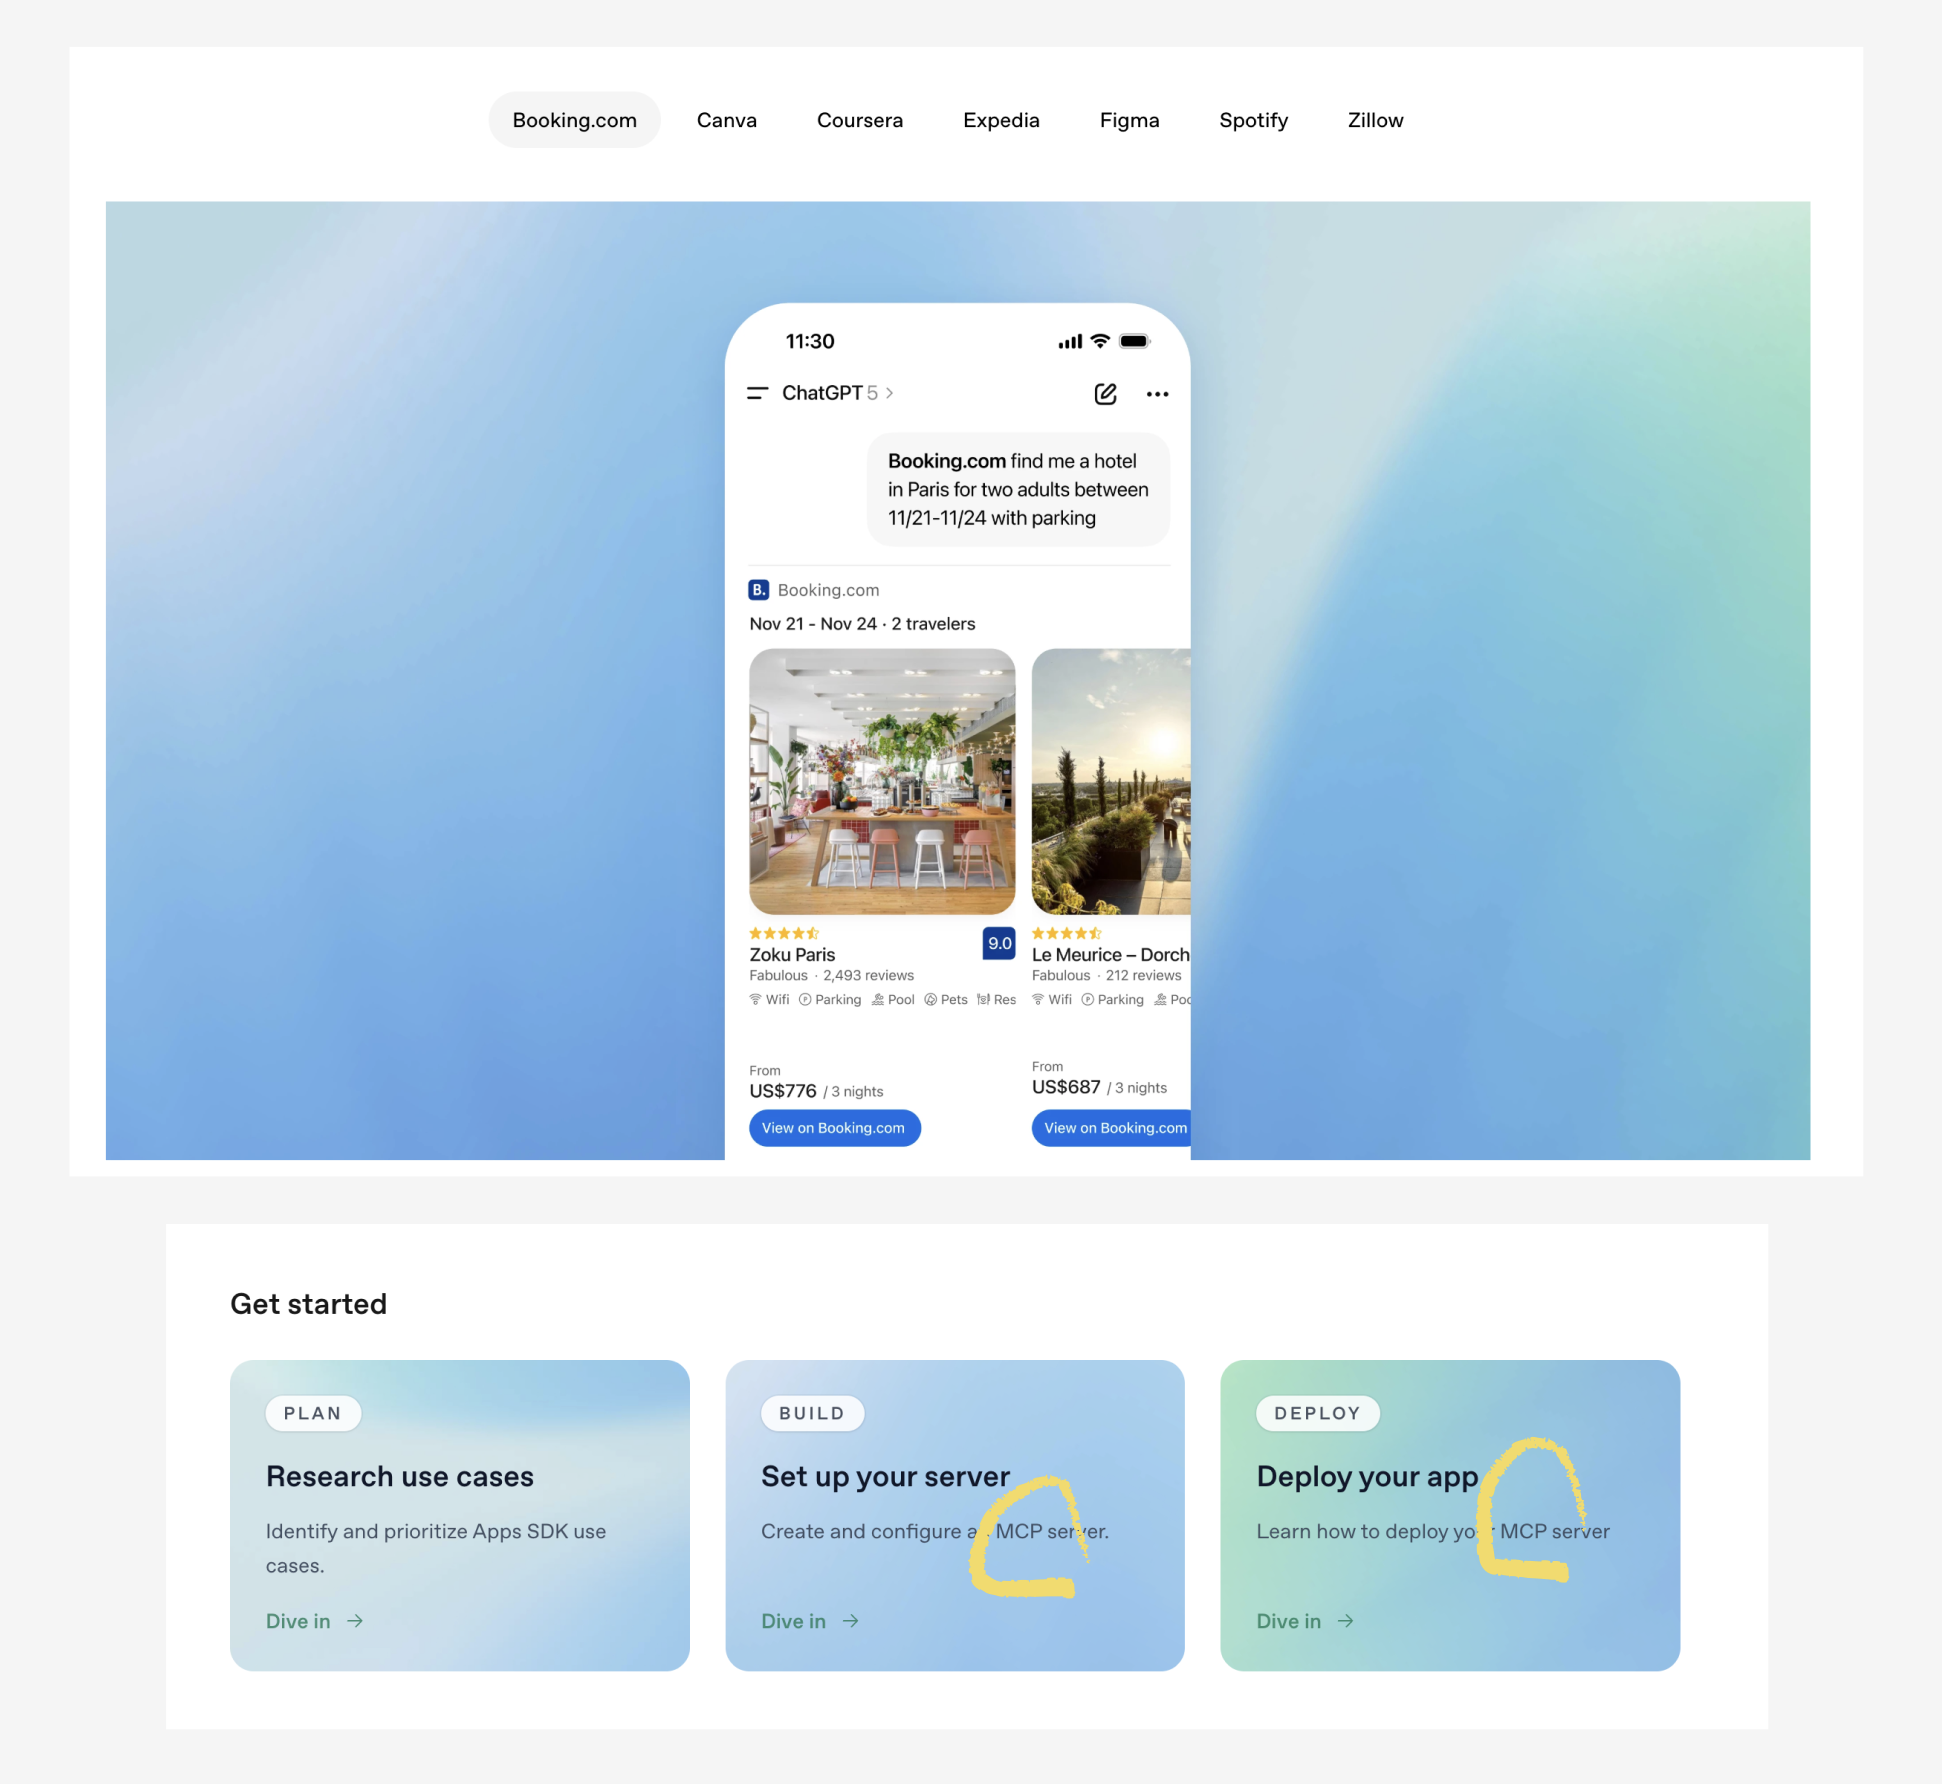 Booking.com
Canva
Coursera
Expedia
Figma
Spotify
Zillow
11:30
ChatGPT 5 >
Booking.com find me a hotel
in Paris for two adults between
11/21-11/24 with parking
B. Booking.com
Nov 21 - Nov 24 · 2 travelers
Zoku Paris
9.0
Fabulous · 2,493 reviews
Wifi Parking Pool Pets Res
From
US$776 / 3 nights
View on Booking.com
Le Meurice – Dorch
Fabulous · 212 reviews
Wifi Parking Poo
From
US$687 / 3 nights
View on Booking.com
Get started
PLAN
Research use cases
Identify and prioritize Apps SDK use
cases.
Dive in →
BUILD
Set up your server
Create and configure an MCP server.
Dive in →
DEPLOY
Deploy your app
Learn how to deploy your MCP server
Dive in →